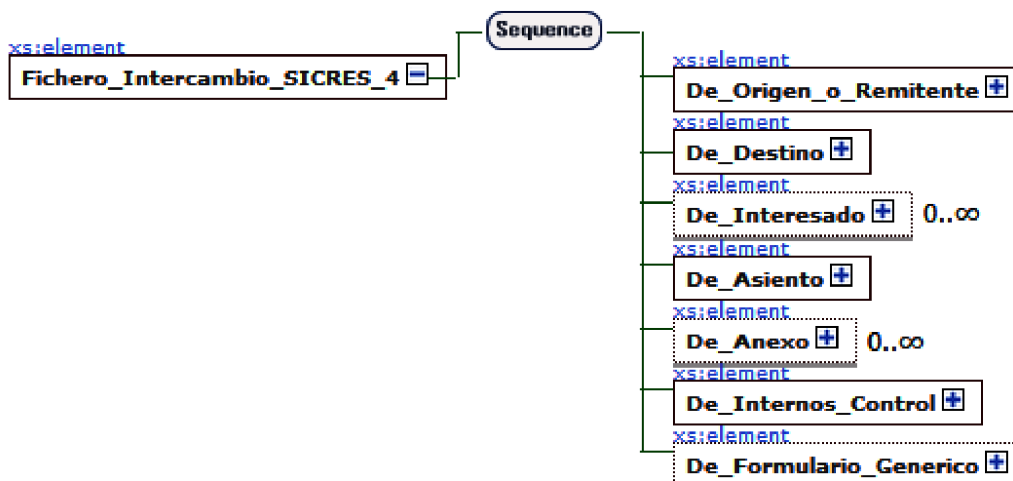 Sequence
xs:element
Fichero_Intercambio_SICRES_4
xs:element
De_Origen_o_Remitente
xs:element
De_Destino
xs:element
De_Interesado 0..∞
xs:element
De_Asiento
xs:element
De_Anexo 0..∞
xs:element
De_Internos_Control
xs:element
De_Formulario_Generico